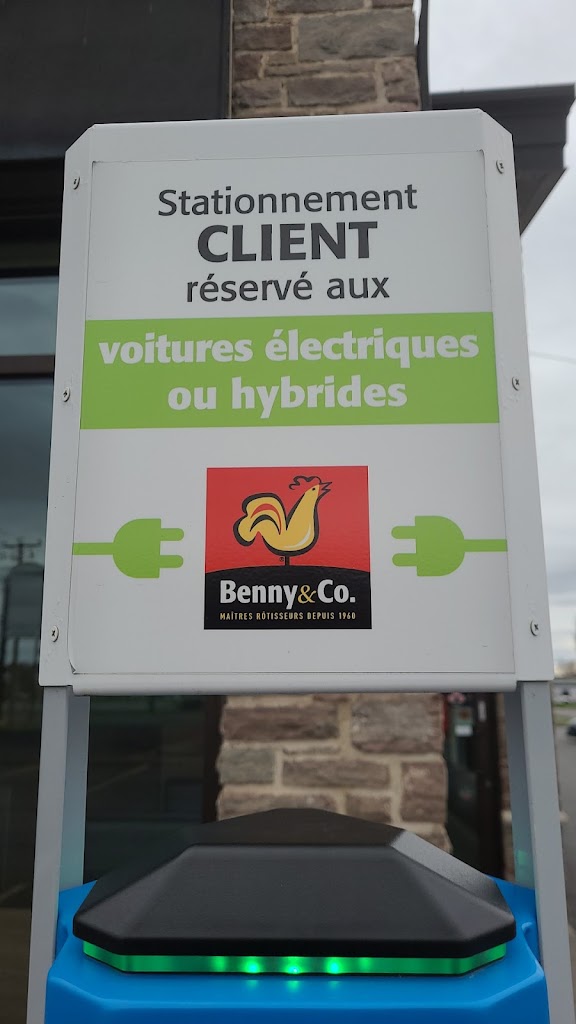 Stationnement
CLIENT
réservé aux
voitures électriques
ou hybrides
Benny&Co.
MAÎTRES RÔTISSEURS DEPUIS 1960